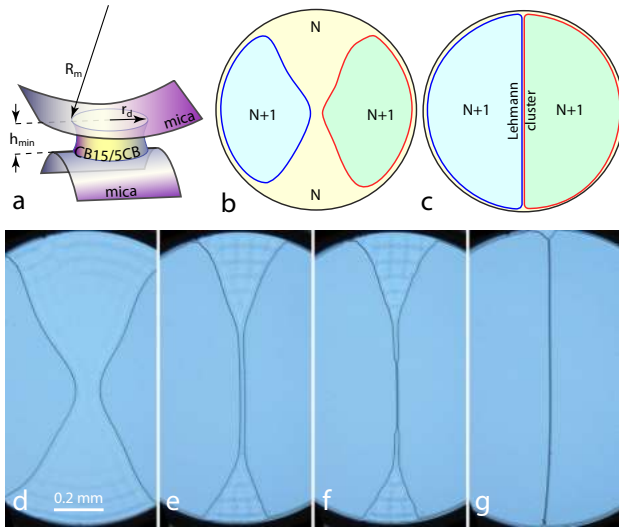 R_m
r_d
h_min
mica
CB15/5CB
mica
a
N
N+1
N+1
N
b
N+1
Lehmann
cluster
N+1
c
d
0.2 mm
e
f
g